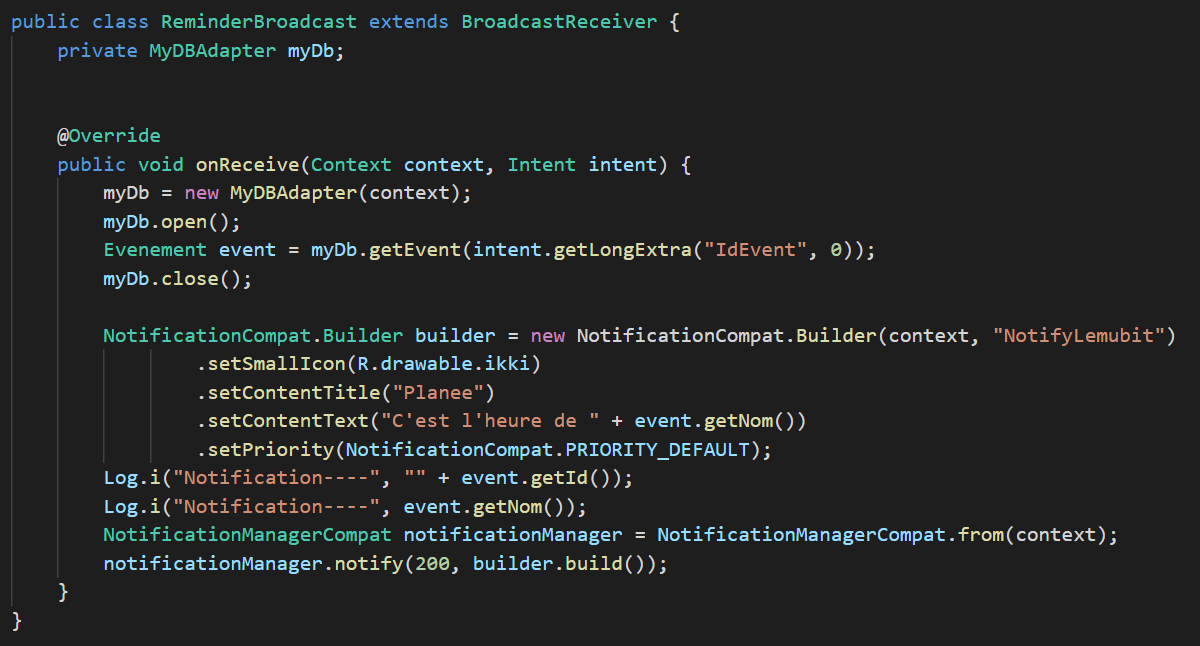 public class ReminderBroadcast extends BroadcastReceiver {
    private MyDBAdapter myDb;
    @Override
    public void onReceive(Context context, Intent intent) {
        myDb = new MyDBAdapter(context);
        myDb.open();
        Evenement event = myDb.getEvent(intent.getLongExtra("IdEvent", 0));
        myDb.close();
        NotificationCompat.Builder builder = new NotificationCompat.Builder(context, "NotifyLemubit")
                .setSmallIcon(R.drawable.ikki)
                .setContentTitle("Planee")
                .setContentText("C'est l'heure de " + event.getNom())
                .setPriority(NotificationCompat.PRIORITY_DEFAULT);
        Log.i("Notification----", "" + event.getId());
        Log.i("Notification----", event.getNom());
        NotificationManagerCompat notificationManager = NotificationManagerCompat.from(context);
        notificationManager.notify(200, builder.build());
    }
}